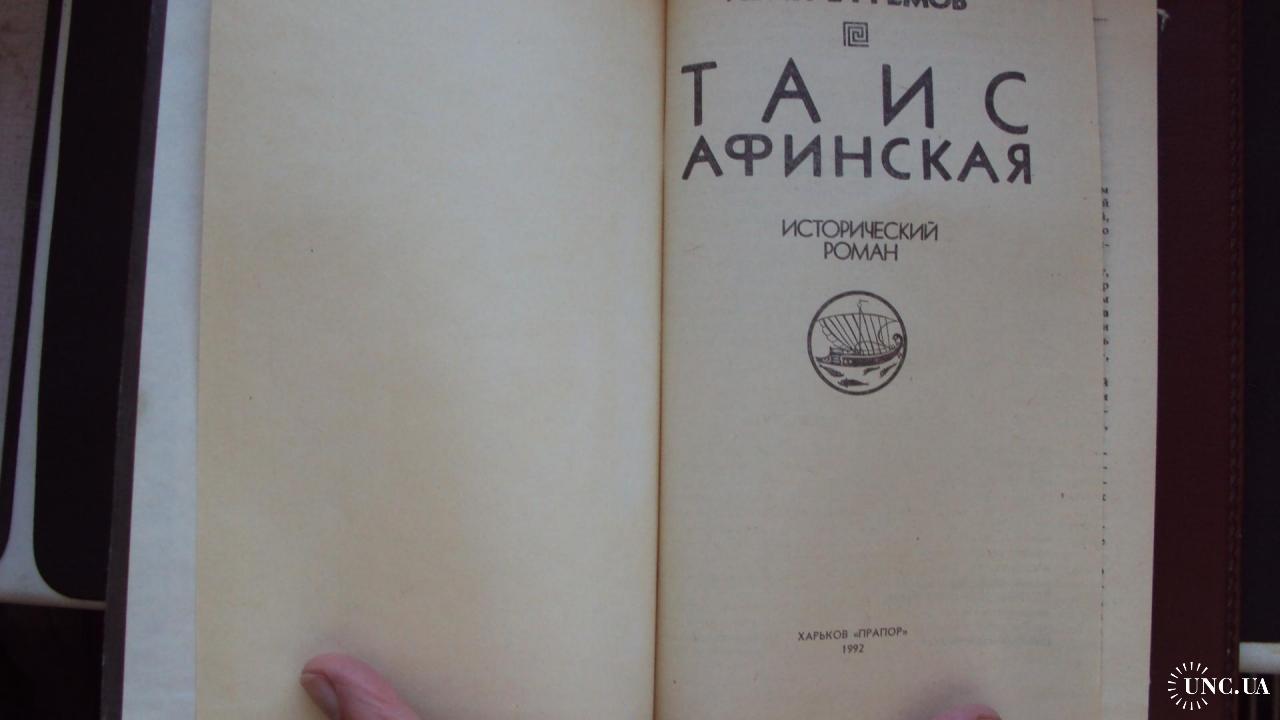 ТАИС
АФИНСКАЯ
ИСТОРИЧЕСКИЙ
РОМАН
ХАРЬКОВ «ПРАПОР»
1992
UNC.UA